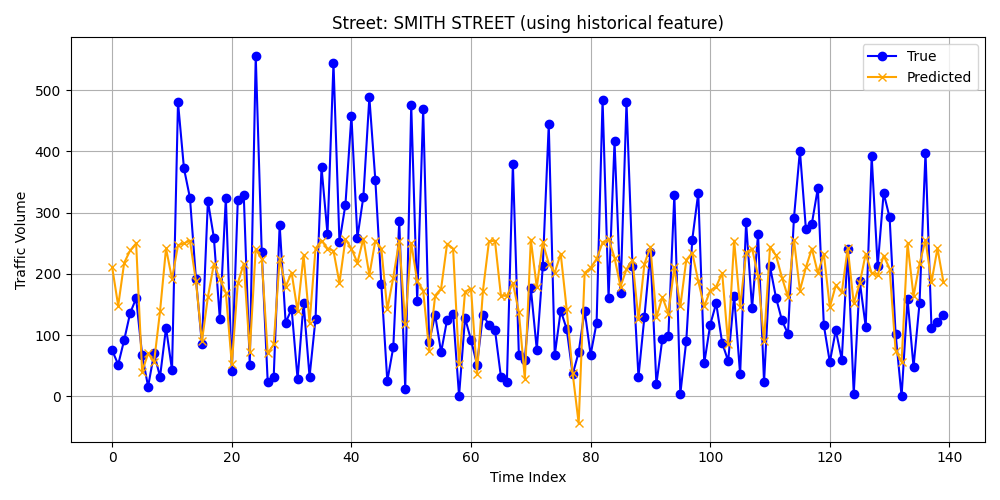 Street: SMITH STREET (using historical feature)
True
Predicted
Traffic Volume
500
400
300
200
100
0
0 20 40 60 80 100 120 140
Time Index